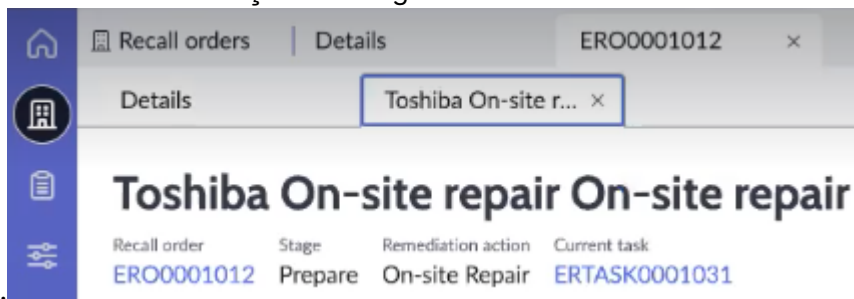 Recall orders Details ERO0001012
Details Toshiba On-site r...
Toshiba On-site repair On-site repair
Recall order Stage Remediation action Current task
ERO0001012 Prepare On-site Repair ERTASK0001031